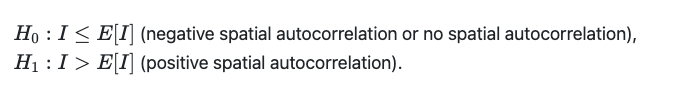 H₀ : I ≤ E[I] (negative spatial autocorrelation or no spatial autocorrelation),
H₁ : I > E[I] (positive spatial autocorrelation).